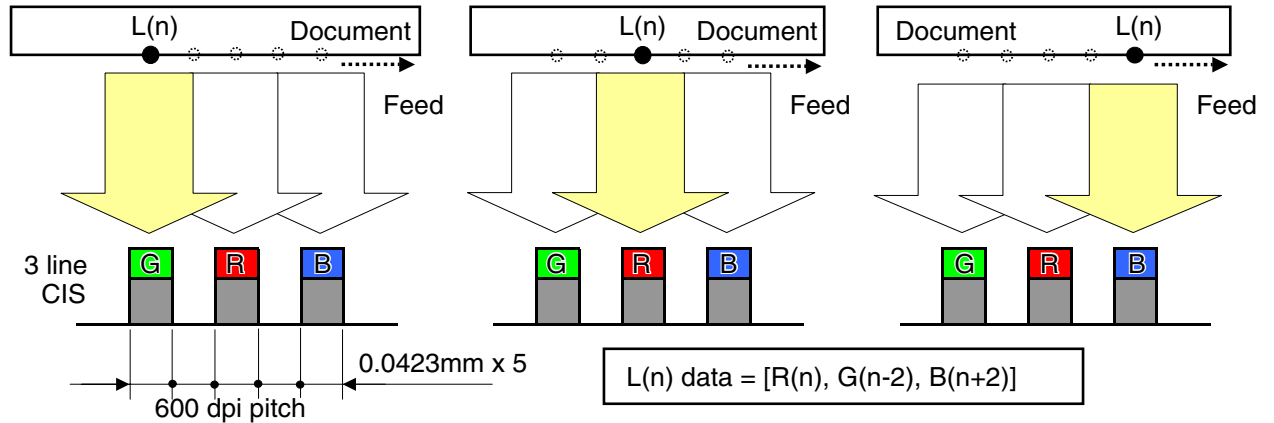 L(n)
Document
Feed
L(n)
Document
Feed
Document
L(n)
Feed
3 line
CIS
G R B
G R B
G R B
0.0423mm x 5
600 dpi pitch
L(n) data = [R(n), G(n-2), B(n+2)]